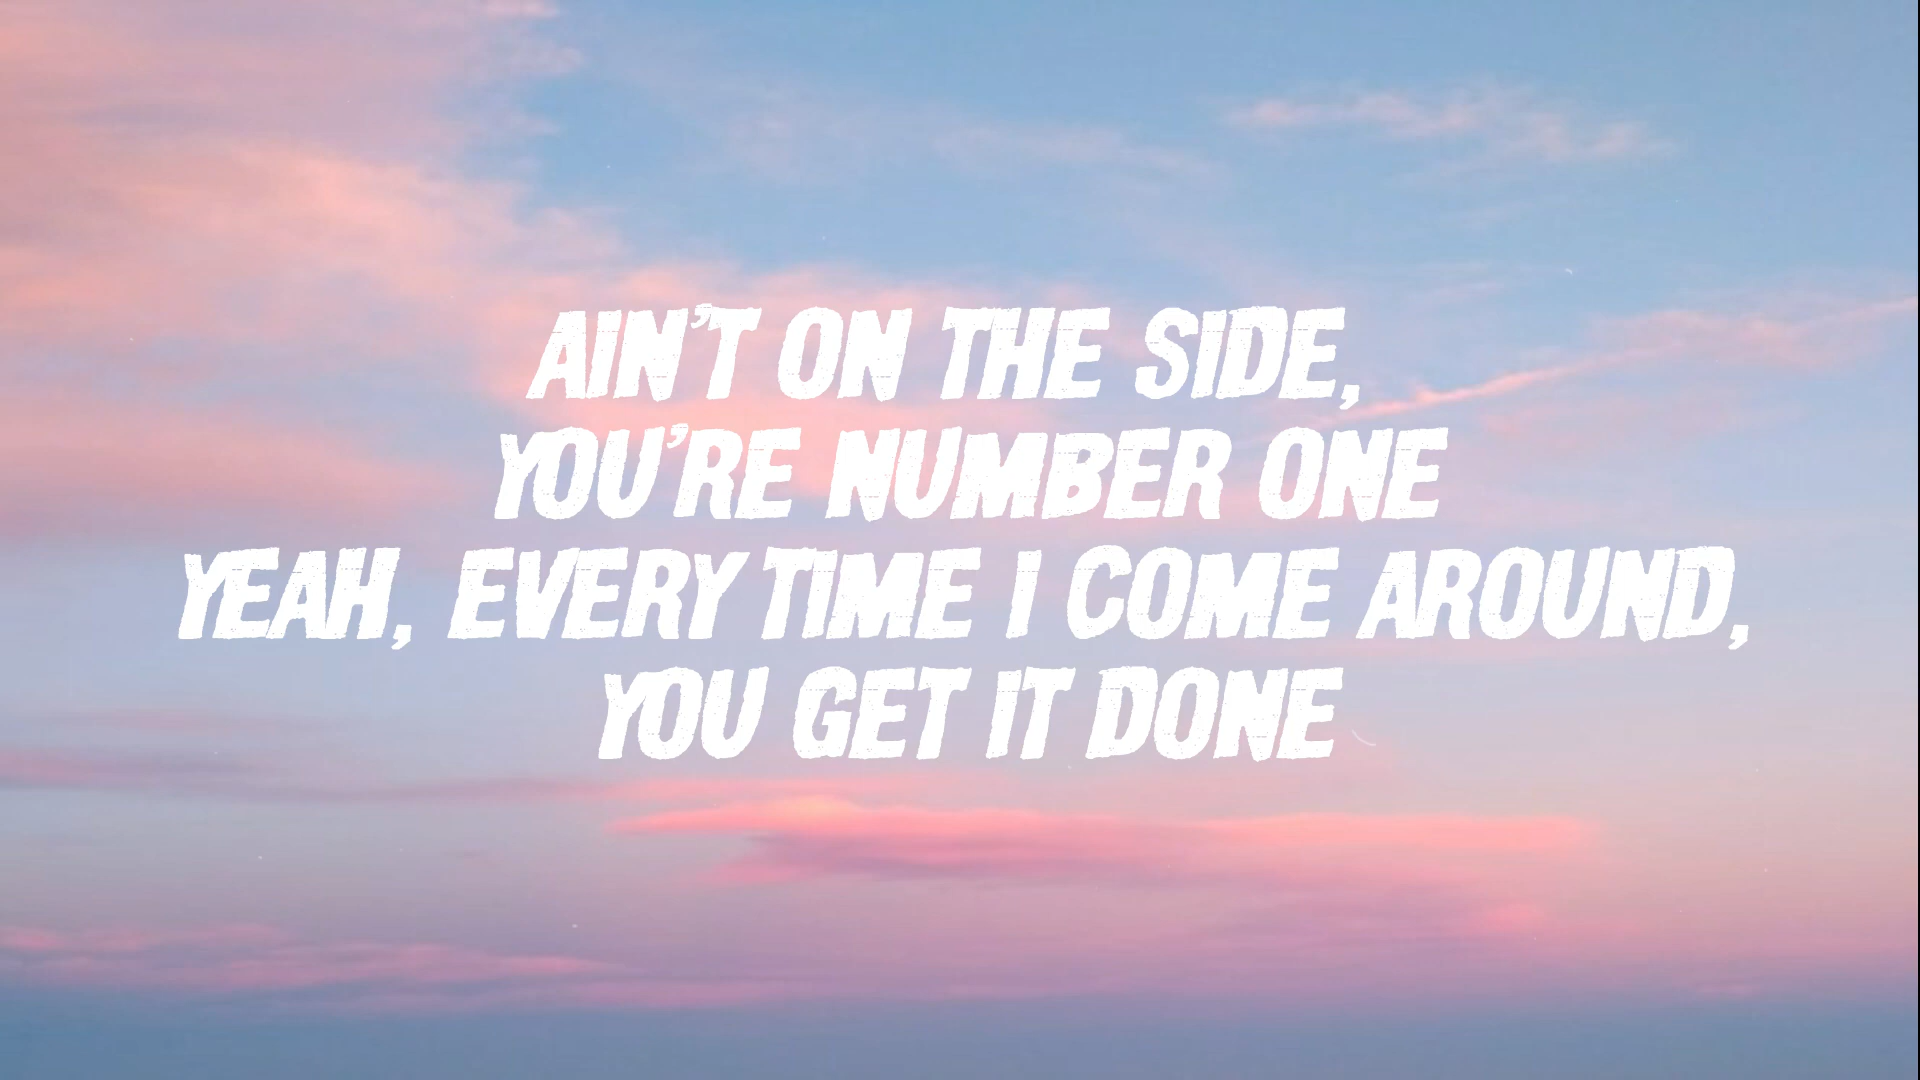 AIN'T ON THE SIDE,
YOU'RE NUMBER ONE
YEAH, EVERY TIME I COME AROUND,
YOU GET IT DONE